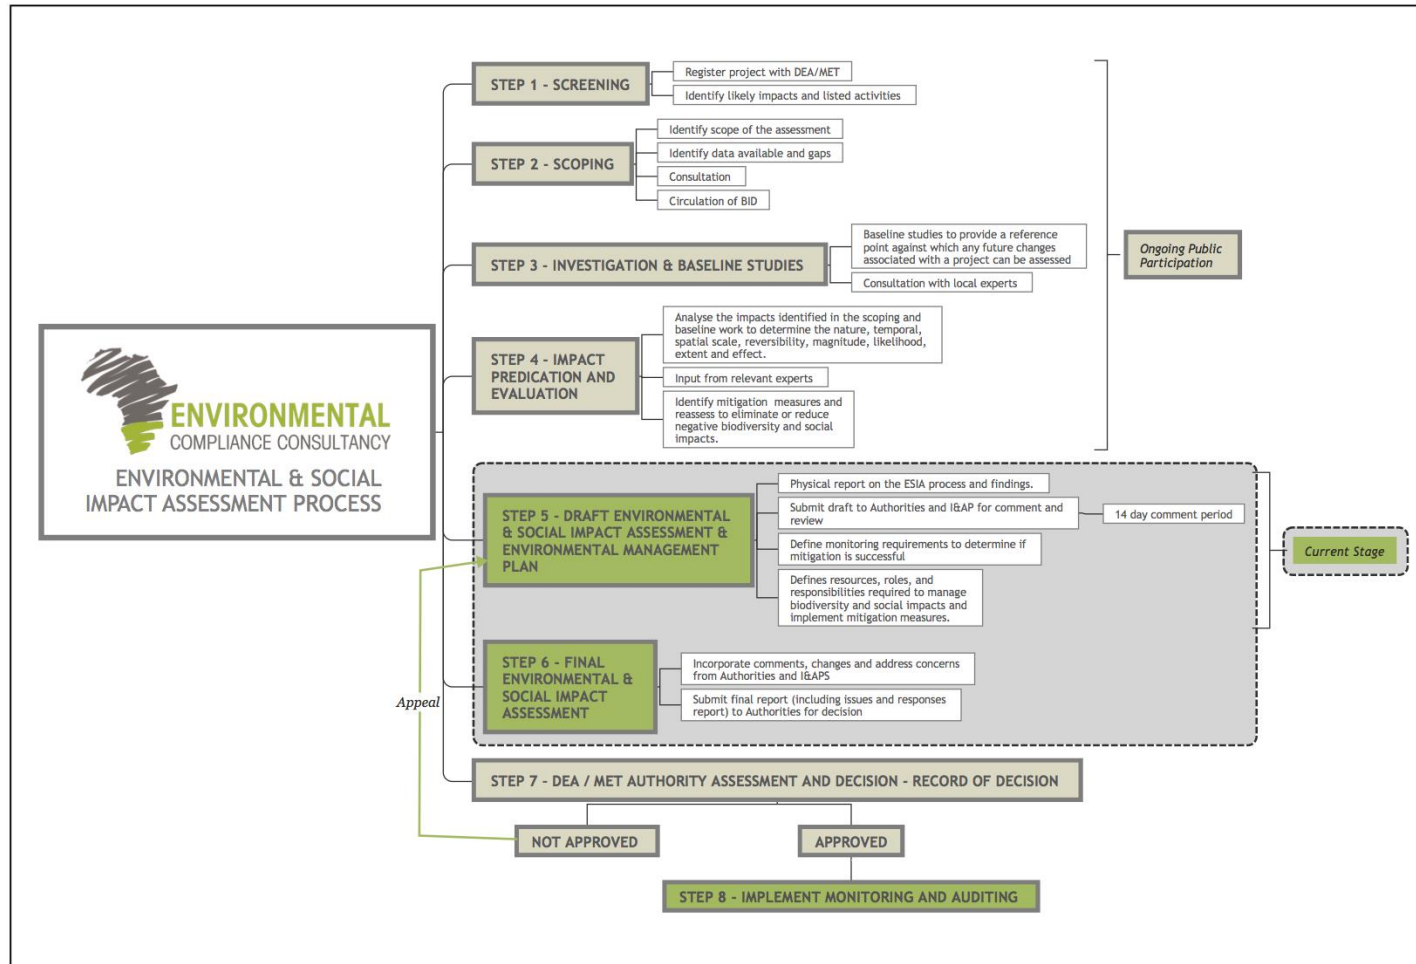 ENVIRONMENTAL
COMPLIANCE CONSULTANCY
ENVIRONMENTAL & SOCIAL
IMPACT ASSESSMENT PROCESS
STEP 1 - SCREENING
Register project with DEA/MET
Identify likely impacts and listed activities
STEP 2 - SCOPING
Identify scope of the assessment
Identify data available and gaps
Consultation
Circulation of BID
STEP 3 - INVESTIGATION & BASELINE STUDIES
Baseline studies to provide a reference
point against which any future changes
associated with a project can be assessed
Consultation with local experts
STEP 4 - IMPACT
PREDICATION AND
EVALUATION
Analyse the impacts identified in the scoping and
baseline work to determine the nature, temporal,
spatial scale, reversibility, magnitude, likelihood,
extent and effect.
Input from relevant experts
Identify mitigation measures and
reassess to eliminate or reduce
negative biodiversity and social
impacts.
Ongoing Public
Participation
STEP 5 - DRAFT ENVIRONMENTAL
& SOCIAL IMPACT ASSESSMENT &
ENVIRONMENTAL MANAGEMENT
PLAN
Physical report on the ESIA process and findings.
Submit draft to Authorities and I&AP for comment and
review
14 day comment period
Define monitoring requirements to determine if
mitigation is successful
Defines resources, roles, and
responsibilities required to manage
biodiversity and social impacts and
implement mitigation measures.
Current Stage
STEP 6 - FINAL
ENVIRONMENTAL &
SOCIAL IMPACT
ASSESSMENT
Incorporate comments, changes and address concerns
from Authorities and I&APS
Submit final report (including issues and responses
report) to Authorities for decision
Appeal
STEP 7 - DEA / MET AUTHORITY ASSESSMENT AND DECISION - RECORD OF DECISION
NOT APPROVED
APPROVED
STEP 8 - IMPLEMENT MONITORING AND AUDITING